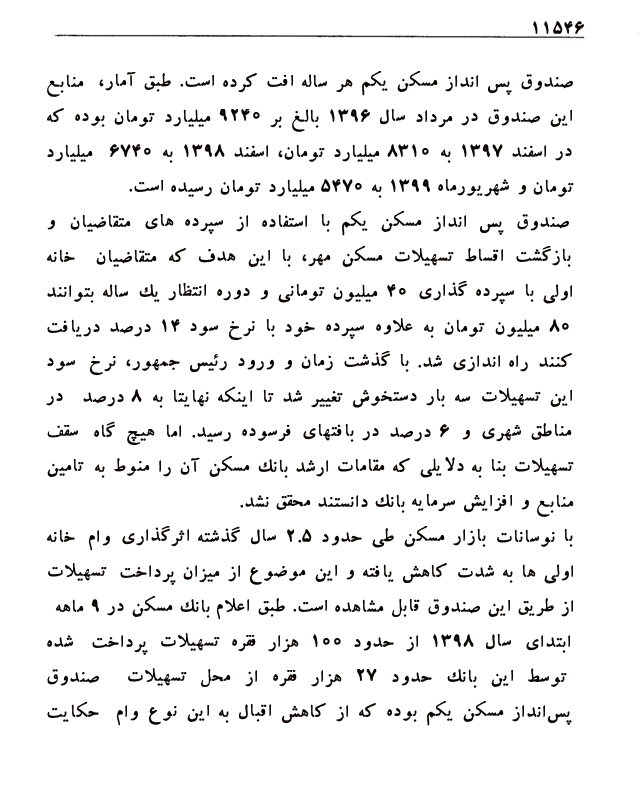 ۱۱۵۴۶
صندوق پس انداز مسکن یکم هر ساله افت کرده است. طبق آمار، منابع
این صندوق در مرداد سال ۱۳۹۶ بالغ بر ۹۲۴۰ میلیارد تومان بوده که
در اسفند ۱۳۹۷ به ۸۳۱۰ میلیارد تومان، اسفند ۱۳۹۸ به ۶۷۴۰ میلیارد
تومان و شهریورماه ۱۳۹۹ به ۵۴۷۰ میلیارد تومان رسیده است.
صندوق پس انداز مسکن یکم با استفاده از سپرده های متقاضیان و
بازگشت اقساط تسهیلات مسکن مهر، با این هدف که متقاضیان خانه
اولی با سپرده گذاری ۴۰ میلیون تومانی و دوره انتظار یك ساله بتوانند
۸۰ میلیون تومان به علاوه سپرده خود با نرخ سود ۱۴ درصد دریافت
کنند راه اندازی شد. با گذشت زمان و ورود رئیس جمهور، نرخ سود
این تسهیلات سه بار دستخوش تغییر شد تا اینکه نهایتا به ۸ درصد در
مناطق شهری و ۶ درصد در بافتهای فرسوده رسید. اما هیچ گاه سقف
تسهیلات بنا به دلایلی که مقامات ارشد بانك مسکن آن را منوط به تامین
منابع و افزایش سرمایه بانك دانستند محقق نشد.
با نوسانات بازار مسکن طی حدود ۲.۵ سال گذشته اثرگذاری وام خانه
اولی ها به شدت کاهش یافته و این موضوع از میزان پرداخت تسهیلات
از طریق این صندوق قابل مشاهده است. طبق اعلام بانك مسکن در ۹ ماهه
ابتدای سال ۱۳۹۸ از حدود ۱۰۰ هزار فقره تسهیلات پرداخت شده
توسط این بانك حدود ۲۷ هزار فقره از محل تسهیلات صندوق
پس‌انداز مسکن یکم بوده که از کاهش اقبال به این نوع وام حکایت